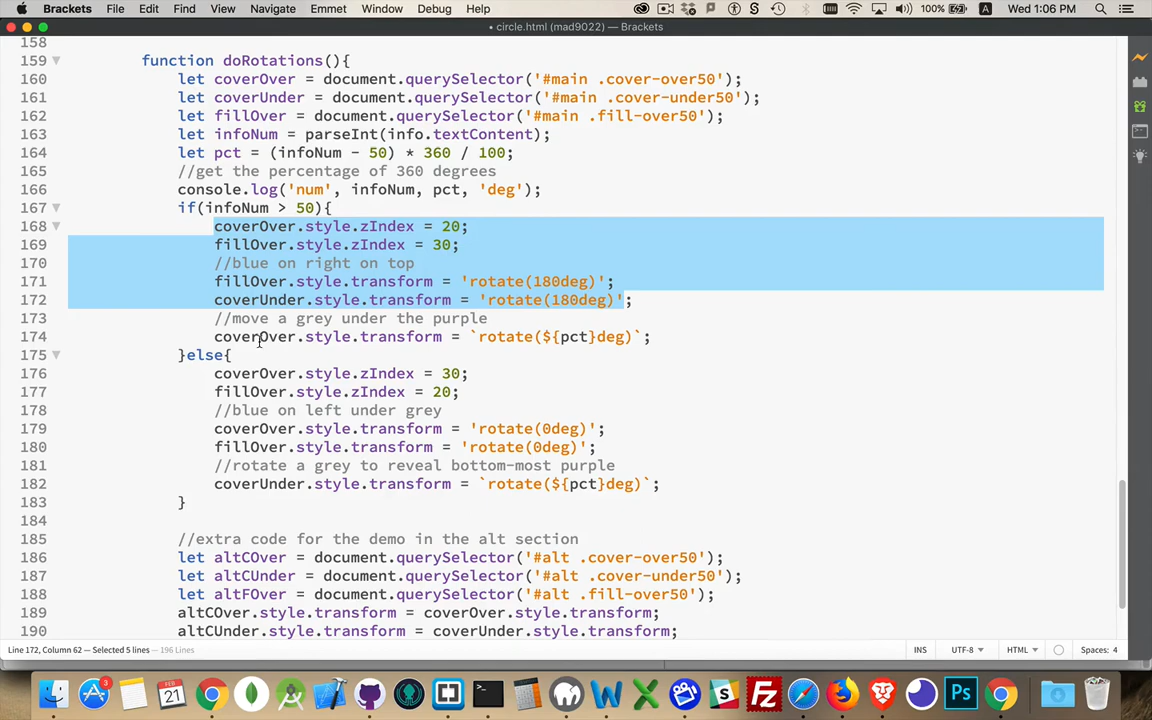 Brackets File Edit Find View Navigate Emmet Window Debug Help 100% Wed 1:06 PM
• circle.html (mad9022) — Brackets
158
159 function doRotations(){
160 let coverOver = document.querySelector('#main .cover-over50');
161 let coverUnder = document.querySelector('#main .cover-under50');
162 let fillOver = document.querySelector('#main .fill-over50');
163 let infoNum = parseInt(info.textContent);
164 let pct = (infoNum - 50) * 360 / 100;
165 //get the percentage of 360 degrees
166 console.log('num', infoNum, pct, 'deg');
167 if(infoNum > 50){
168 coverOver.style.zIndex = 20;
169 fillOver.style.zIndex = 30;
170 //blue on right on top
171 fillOver.style.transform = 'rotate(180deg)';
172 coverUnder.style.transform = 'rotate(180deg)';
173 //move a grey under the purple
174 coverOver.style.transform = `rotate(${pct}deg)`;
175 }else{
176 coverOver.style.zIndex = 30;
177 fillOver.style.zIndex = 20;
178 //blue on left under grey
179 coverOver.style.transform = 'rotate(0deg)';
180 fillOver.style.transform = 'rotate(0deg)';
181 //rotate a grey to reveal bottom-most purple
182 coverUnder.style.transform = `rotate(${pct}deg)`;
183 }
184
185 //extra code for the demo in the alt section
186 let altCOver = document.querySelector('#alt .cover-over50');
187 let altCUnder = document.querySelector('#alt .cover-under50');
188 let altFOver = document.querySelector('#alt .fill-over50');
189 altCOver.style.transform = coverOver.style.transform;
190 altCUnder.style.transform = coverUnder.style.transform;
Line 172, Column 62 — Selected 5 lines — 196 Lines INS UTF-8 HTML Spaces: 4
3 FEB 21